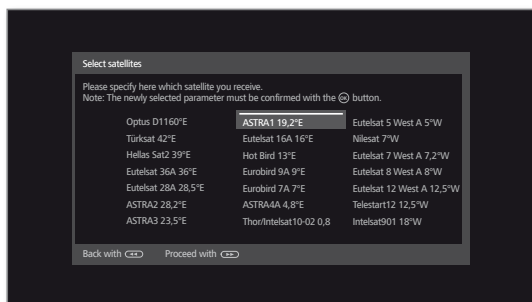 Select satellites
Please specify here which satellite you receive.
Note: The newly selected parameter must be confirmed with the OK button.
Optus D1160°E ASTRA1 19,2°E Eutelsat 5 West A 5°W
Türksat 42°E Eutelsat 16A 16°E Nilesat 7°W
Hellas Sat2 39°E Hot Bird 13°E Eutelsat 7 West A 7,2°W
Eutelsat 36A 36°E Eurobird 9A 9°E Eutelsat 8 West A 8°W
Eutelsat 28A 28,5°E Eurobird 7A 7°E Eutelsat 12 West A 12,5°W
ASTRA2 28,2°E ASTRA4A 4,8°E Telestart12 12,5°W
ASTRA3 23,5°E Thor/Intelsat10-02 0,8 Intelsat901 18°W
Back with Proceed with